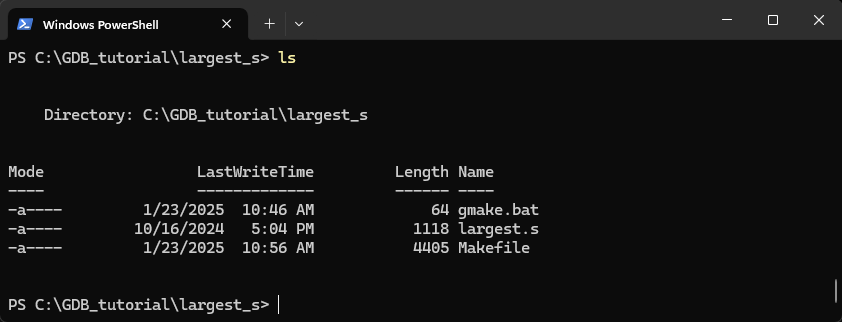 Windows PowerShell
PS C:\GDB_tutorial\largest_s> ls
Directory: C:\GDB_tutorial\largest_s
Mode                 LastWriteTime         Length Name
----                 -------------         ------ ----
-a----         1/23/2025  10:46 AM             64 gmake.bat
-a----        10/16/2024   5:04 PM           1118 largest.s
-a----         1/23/2025  10:56 AM           4405 Makefile
PS C:\GDB_tutorial\largest_s>